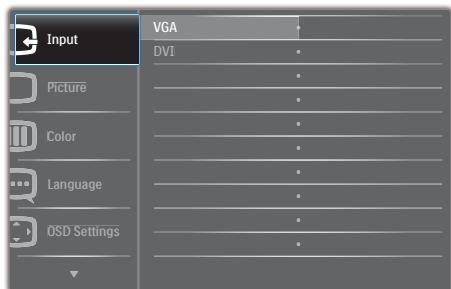 Input
VGA
DVI
Picture
Color
Language
OSD Settings